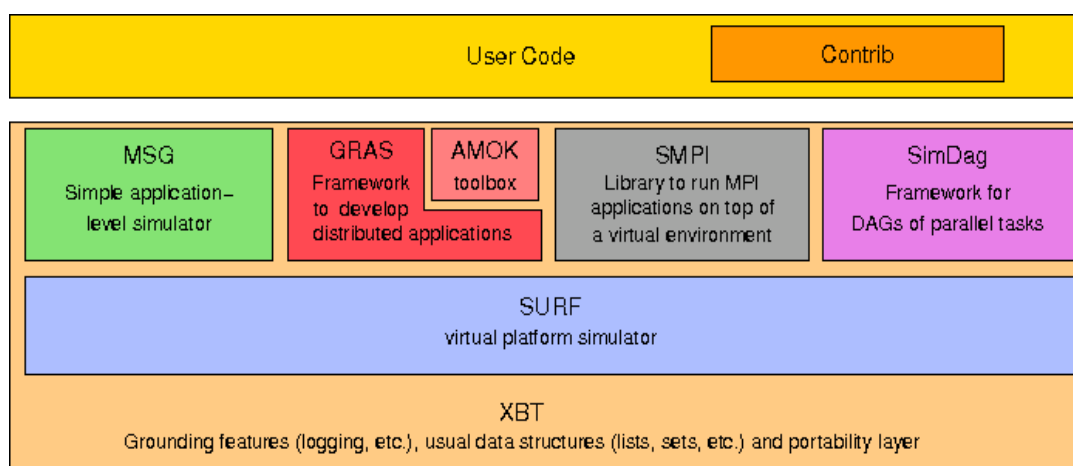 User Code
Contrib
MSG
Simple application–
level simulator
GRAS
Framework
to develop
distributed applications
AMOK
toolbox
SMPI
Library to run MPI
applications on top of
a virtual environment
SimDag
Framework for
DAGs of parallel tasks
SURF
virtual platform simulator
XBT
Grounding features (logging, etc.), usual data structures (lists, sets, etc.) and portability layer